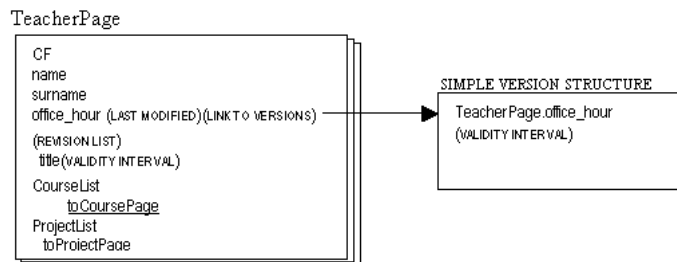 TeacherPage
CF
name
surname
office_hour (LAST MODIFIED)(LINK TO VERSIONS)
(REVISION LIST)
title(VALIDITY INTERVAL)
CourseList
toCoursePage
ProjectList
toProjectPage
SIMPLE VERSION STRUCTURE
TeacherPage.office_hour
(VALIDITY INTERVAL)